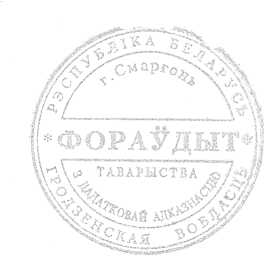 РЭСПУБЛІКА БЕЛАРУСЬ
г. Смаргонь
* ФОРАЎДЫТ *
ТАВАРЫСТВА
З ДАДАТКОВАЙ АДКАЗНАСЦЮ
ГРОДЗЕНСКАЯ ВОБЛАСЦЬ